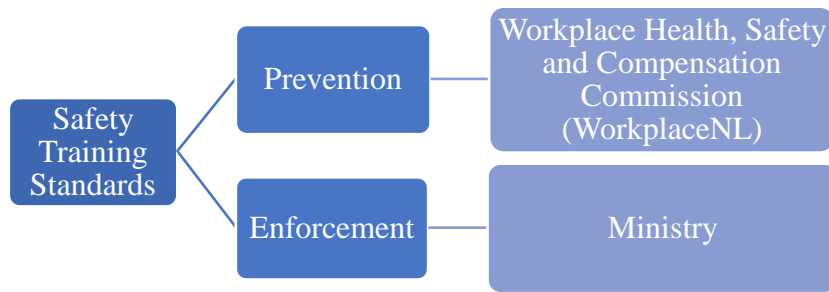 Safety
Training
Standards
Prevention
Workplace Health, Safety
and Compensation
Commission
(WorkplaceNL)
Enforcement
Ministry